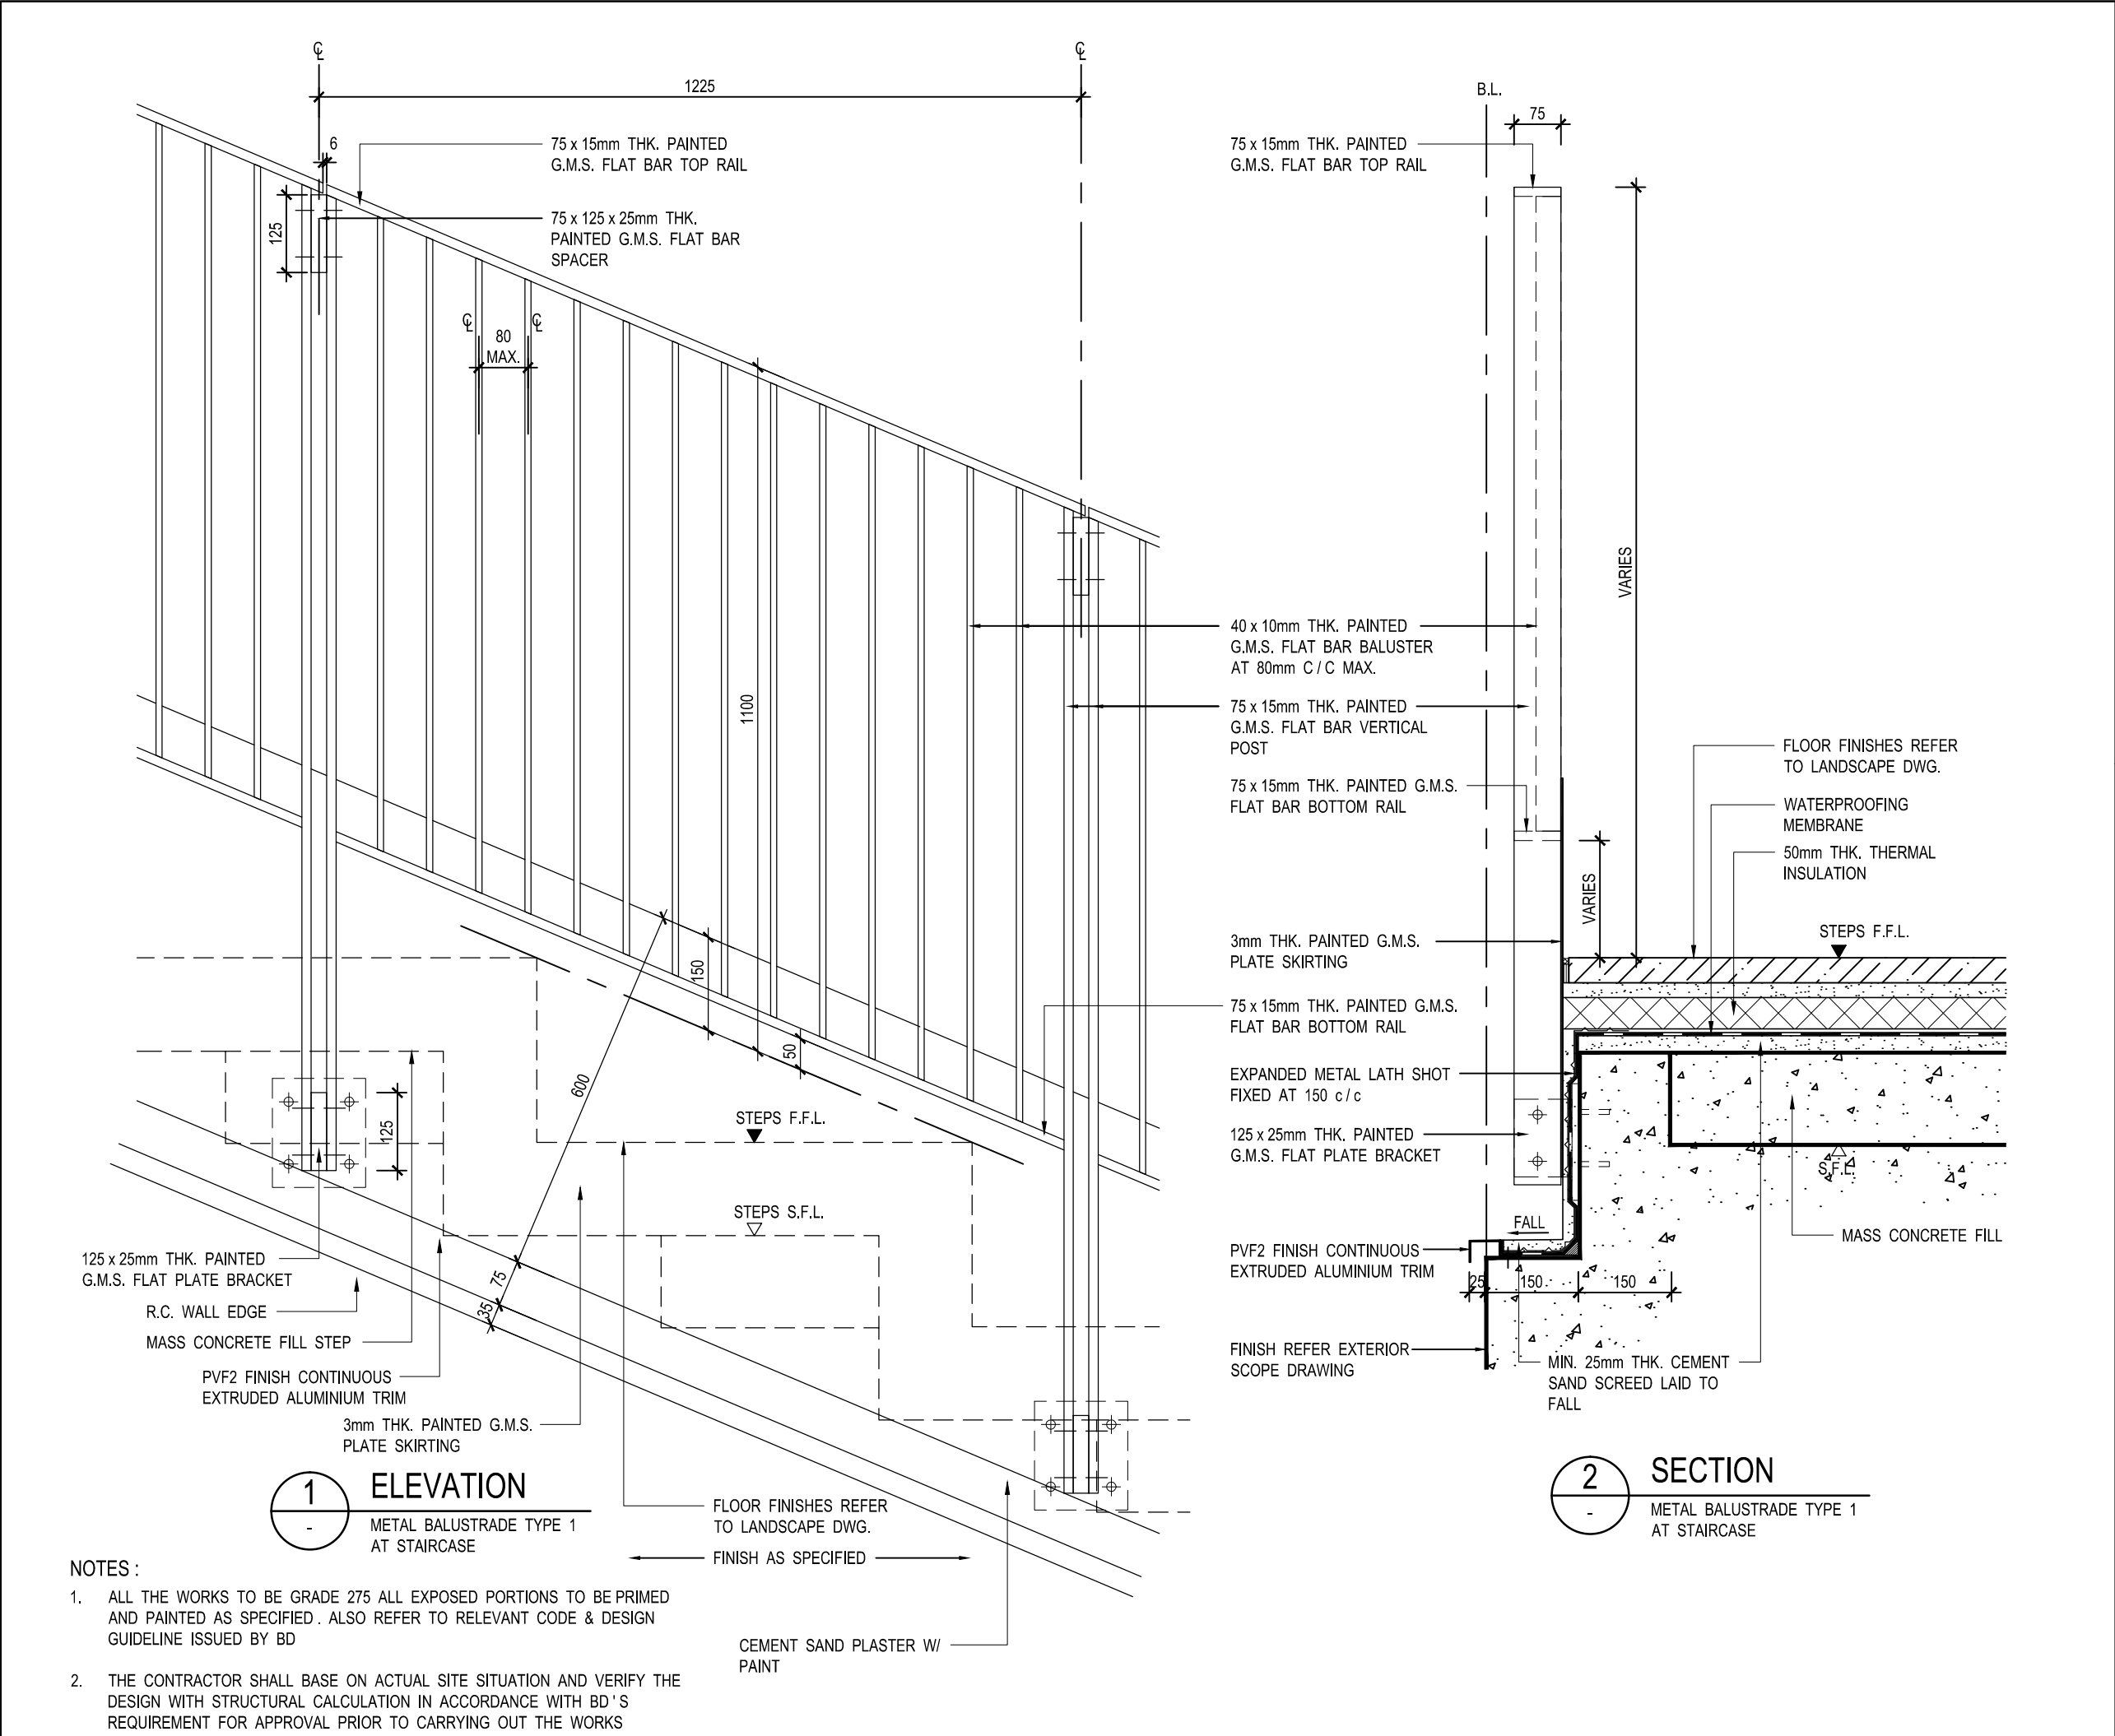 ℄
℄
1225
6
75 x 15mm THK. PAINTED
G.M.S. FLAT BAR TOP RAIL
125
75 x 125 x 25mm THK.
PAINTED G.M.S. FLAT BAR
SPACER
℄
℄
80
MAX.
1100
150
50
600
STEPS F.F.L.
125
STEPS S.F.L.
75
35
125 x 25mm THK. PAINTED
G.M.S. FLAT PLATE BRACKET
R.C. WALL EDGE
MASS CONCRETE FILL STEP
PVF2 FINISH CONTINUOUS
EXTRUDED ALUMINIUM TRIM
3mm THK. PAINTED G.M.S.
PLATE SKIRTING
FLOOR FINISHES REFER
TO LANDSCAPE DWG.
FINISH AS SPECIFIED
CEMENT SAND PLASTER W/
PAINT
1
-
ELEVATION
METAL BALUSTRADE TYPE 1
AT STAIRCASE
B.L.
75
75 x 15mm THK. PAINTED
G.M.S. FLAT BAR TOP RAIL
VARIES
40 x 10mm THK. PAINTED
G.M.S. FLAT BAR BALUSTER
AT 80mm C / C MAX.
75 x 15mm THK. PAINTED
G.M.S. FLAT BAR VERTICAL
POST
75 x 15mm THK. PAINTED G.M.S.
FLAT BAR BOTTOM RAIL
VARIES
3mm THK. PAINTED G.M.S.
PLATE SKIRTING
75 x 15mm THK. PAINTED G.M.S.
FLAT BAR BOTTOM RAIL
EXPANDED METAL LATH SHOT
FIXED AT 150 c / c
125 x 25mm THK. PAINTED
G.M.S. FLAT PLATE BRACKET
FALL
PVF2 FINISH CONTINUOUS
EXTRUDED ALUMINIUM TRIM
25
150
150
FINISH REFER EXTERIOR
SCOPE DRAWING
FLOOR FINISHES REFER
TO LANDSCAPE DWG.
WATERPROOFING
MEMBRANE
50mm THK. THERMAL
INSULATION
STEPS F.F.L.
S.F.L.
MASS CONCRETE FILL
MIN. 25mm THK. CEMENT
SAND SCREED LAID TO
FALL
2
-
SECTION
METAL BALUSTRADE TYPE 1
AT STAIRCASE
NOTES :
1. ALL THE WORKS TO BE GRADE 275 ALL EXPOSED PORTIONS TO BE PRIMED
AND PAINTED AS SPECIFIED . ALSO REFER TO RELEVANT CODE & DESIGN
GUIDELINE ISSUED BY BD
2. THE CONTRACTOR SHALL BASE ON ACTUAL SITE SITUATION AND VERIFY THE
DESIGN WITH STRUCTURAL CALCULATION IN ACCORDANCE WITH BD ' S
REQUIREMENT FOR APPROVAL PRIOR TO CARRYING OUT THE WORKS